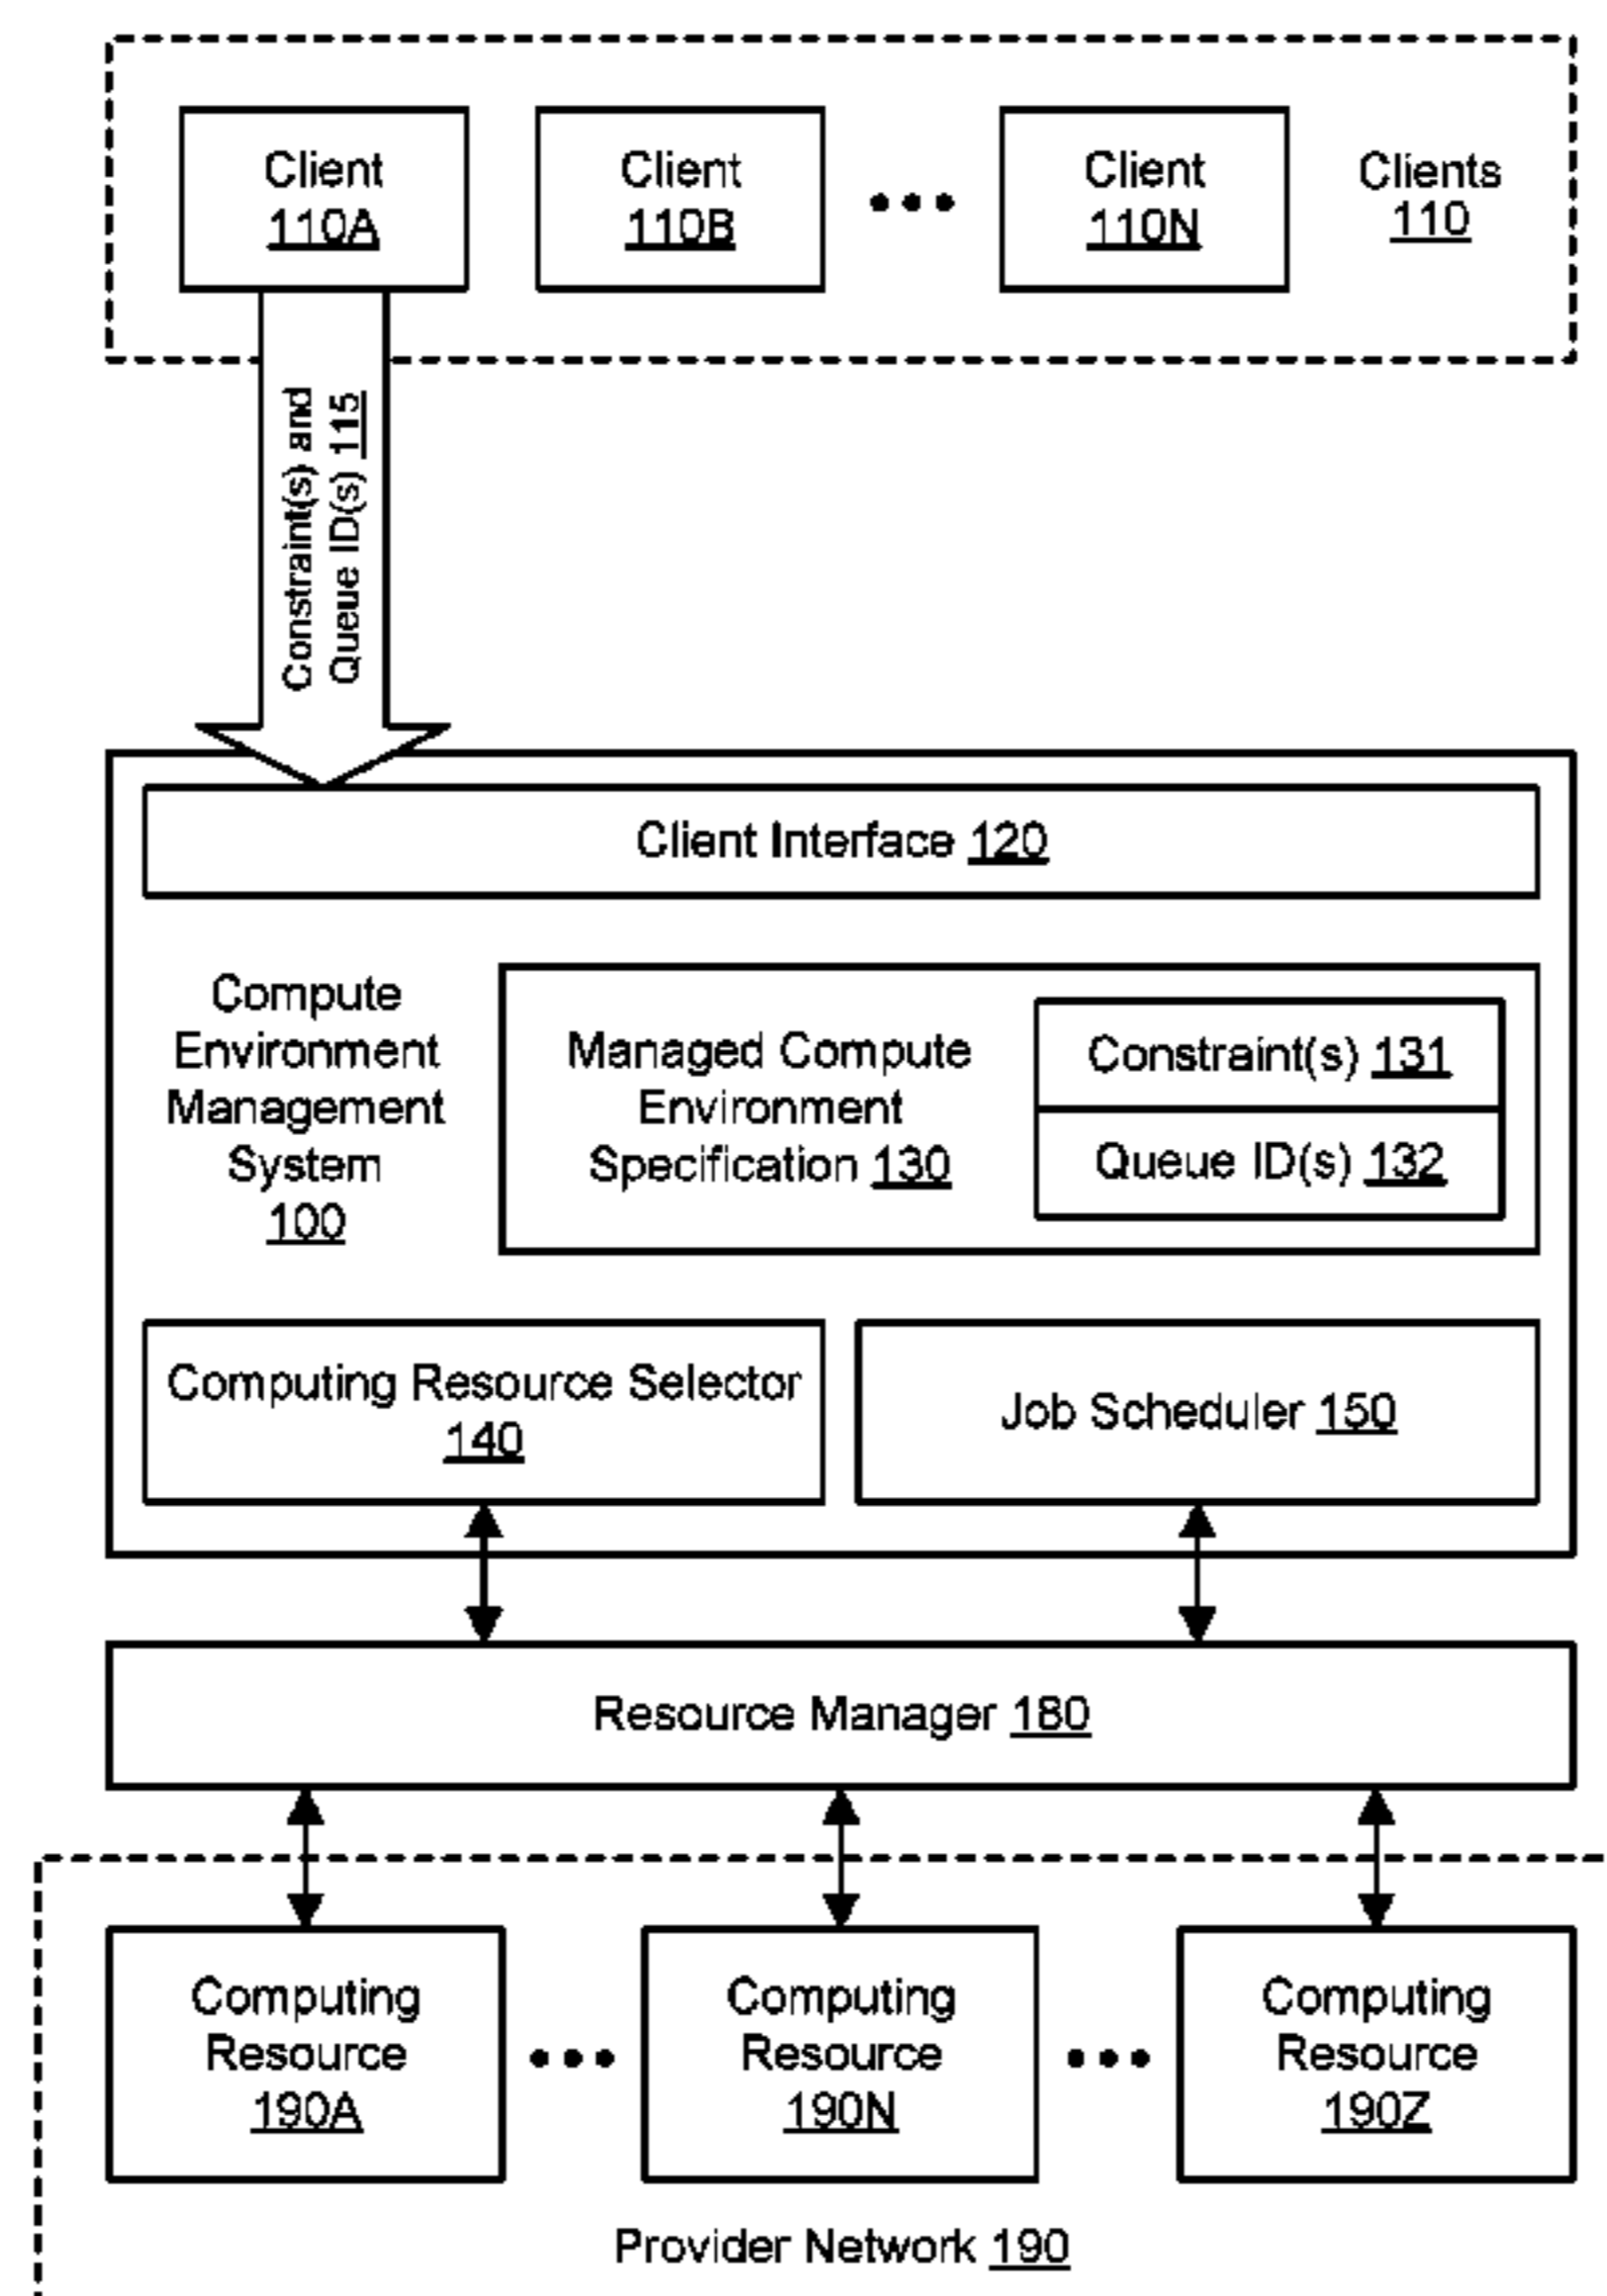 Client
110A
Client
110B
Client
110N
Clients
110
Constraint(s) and
Queue ID(s) 115
Client Interface 120
Compute
Environment
Management
System
100
Managed Compute
Environment
Specification 130
Constraint(s) 131
Queue ID(s) 132
Computing Resource Selector
140
Job Scheduler 150
Resource Manager 180
Computing
Resource
190A
Computing
Resource
190N
Computing
Resource
190Z
Provider Network 190